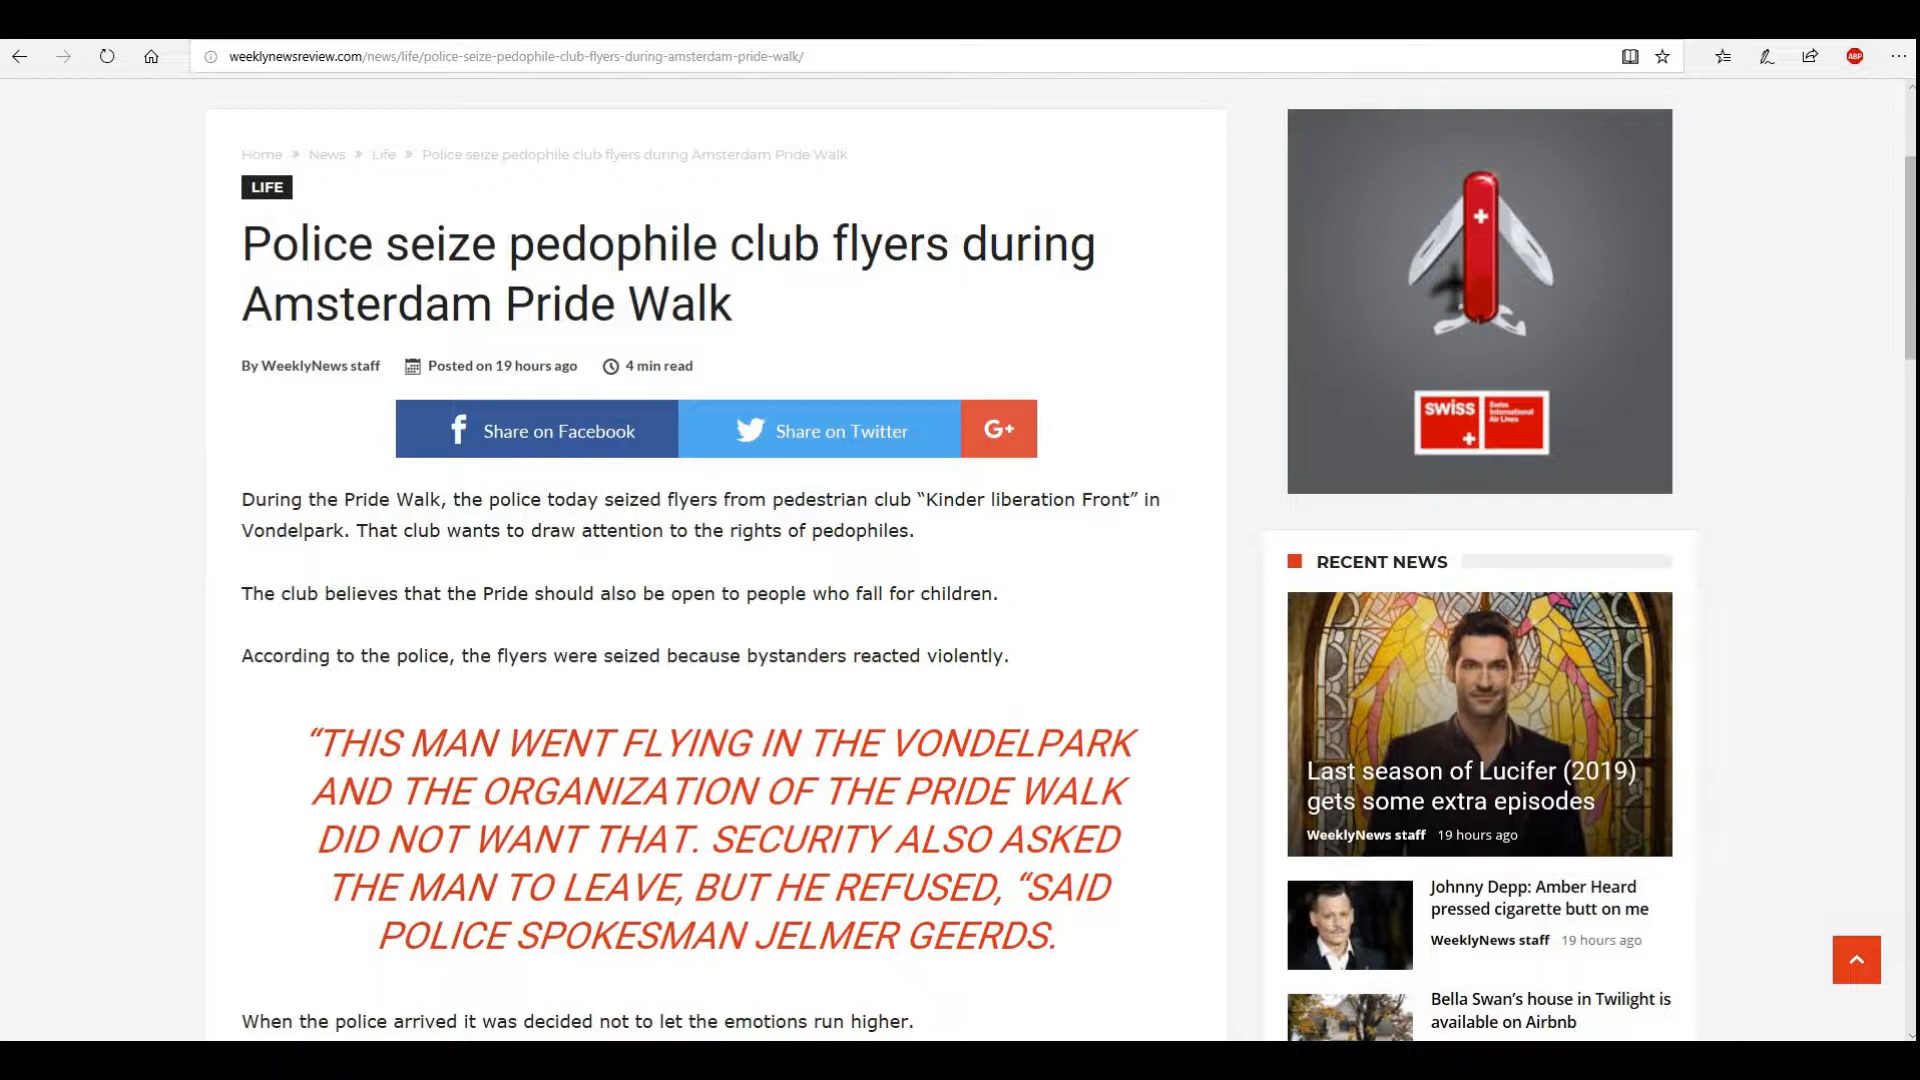 weeklynewsreview.com/news/life/police-seize-pedophile-club-flyers-during-amsterdam-pride-walk/
ABP
Home » News » Life » Police seize pedophile club flyers during Amsterdam Pride Walk
LIFE
Police seize pedophile club flyers during
Amsterdam Pride Walk
By WeeklyNews staff Posted on 19 hours ago 4 min read
Share on Facebook Share on Twitter G+
During the Pride Walk, the police today seized flyers from pedestrian club “Kinder liberation Front” in
Vondelpark. That club wants to draw attention to the rights of pedophiles.
The club believes that the Pride should also be open to people who fall for children.
According to the police, the flyers were seized because bystanders reacted violently.
“THIS MAN WENT FLYING IN THE VONDELPARK
AND THE ORGANIZATION OF THE PRIDE WALK
DID NOT WANT THAT. SECURITY ALSO ASKED
THE MAN TO LEAVE, BUT HE REFUSED, “SAID
POLICE SPOKESMAN JELMER GEERDS.
When the police arrived it was decided not to let the emotions run higher.
swiss
Swiss
International
Air Lines
RECENT NEWS
Last season of Lucifer (2019)
gets some extra episodes
WeeklyNews staff 19 hours ago
Johnny Depp: Amber Heard
pressed cigarette butt on me
WeeklyNews staff 19 hours ago
Bella Swan’s house in Twilight is
available on Airbnb